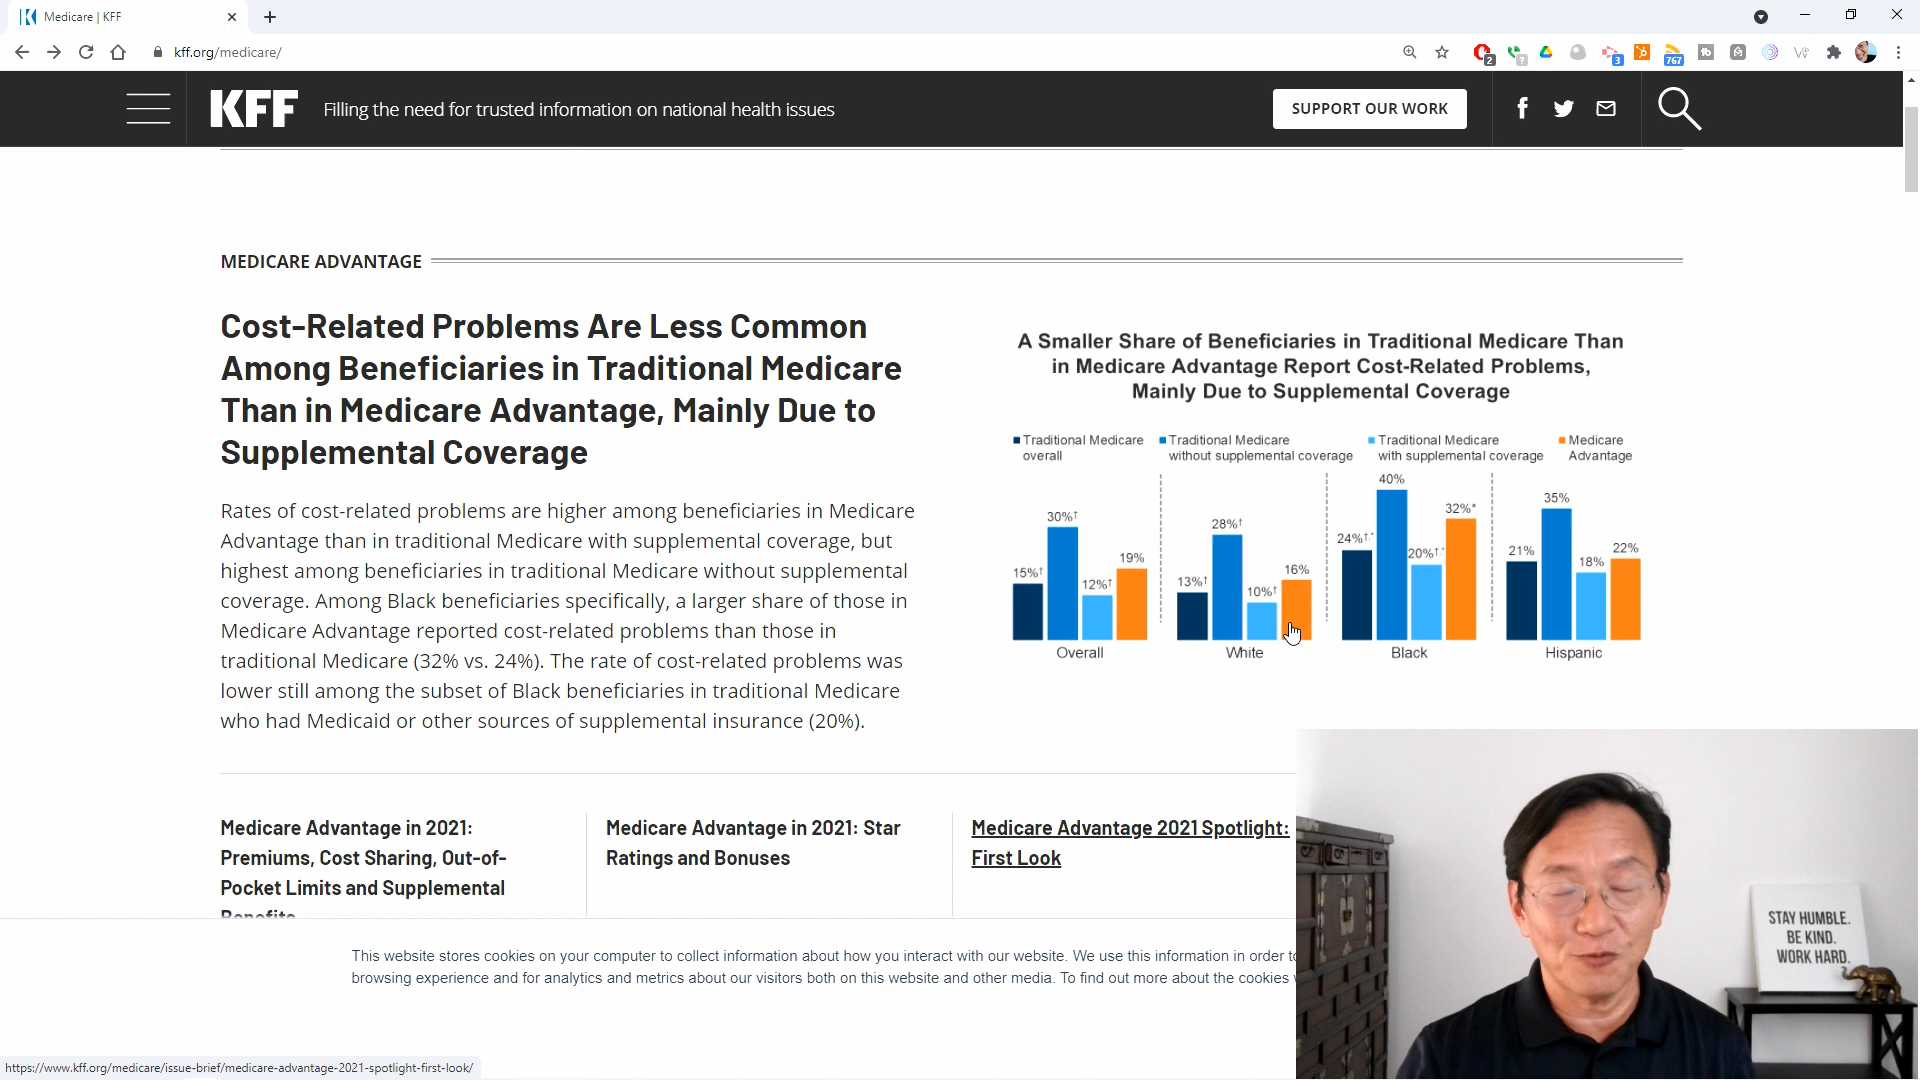 Medicare | KFF
kff.org/medicare/
2
?
3
767
KFF
Filling the need for trusted information on national health issues
SUPPORT OUR WORK
MEDICARE ADVANTAGE
Cost-Related Problems Are Less Common
Among Beneficiaries in Traditional Medicare
Than in Medicare Advantage, Mainly Due to
Supplemental Coverage
Rates of cost-related problems are higher among beneficiaries in Medicare
Advantage than in traditional Medicare with supplemental coverage, but
highest among beneficiaries in traditional Medicare without supplemental
coverage. Among Black beneficiaries specifically, a larger share of those in
Medicare Advantage reported cost-related problems than those in
traditional Medicare (32% vs. 24%). The rate of cost-related problems was
lower still among the subset of Black beneficiaries in traditional Medicare
who had Medicaid or other sources of supplemental insurance (20%).
A Smaller Share of Beneficiaries in Traditional Medicare Than
in Medicare Advantage Report Cost-Related Problems,
Mainly Due to Supplemental Coverage
Traditional Medicare overall
Traditional Medicare without supplemental coverage
Traditional Medicare with supplemental coverage
Medicare Advantage
15%† 30%† 12%† 19%
13%† 28%† 10%† 16%
24%†,* 40% 20%†,* 32%*
21% 35% 18% 22%
Overall White Black Hispanic
Medicare Advantage in 2021:
Premiums, Cost Sharing, Out-of-
Pocket Limits and Supplemental
Benefits
Medicare Advantage in 2021: Star
Ratings and Bonuses
Medicare Advantage 2021 Spotlight:
First Look
This website stores cookies on your computer to collect information about how you interact with our website. We use this information in order to
browsing experience and for analytics and metrics about our visitors both on this website and other media. To find out more about the cookies
STAY HUMBLE.
BE KIND.
WORK HARD.
https://www.kff.org/medicare/issue-brief/medicare-advantage-2021-spotlight-first-look/